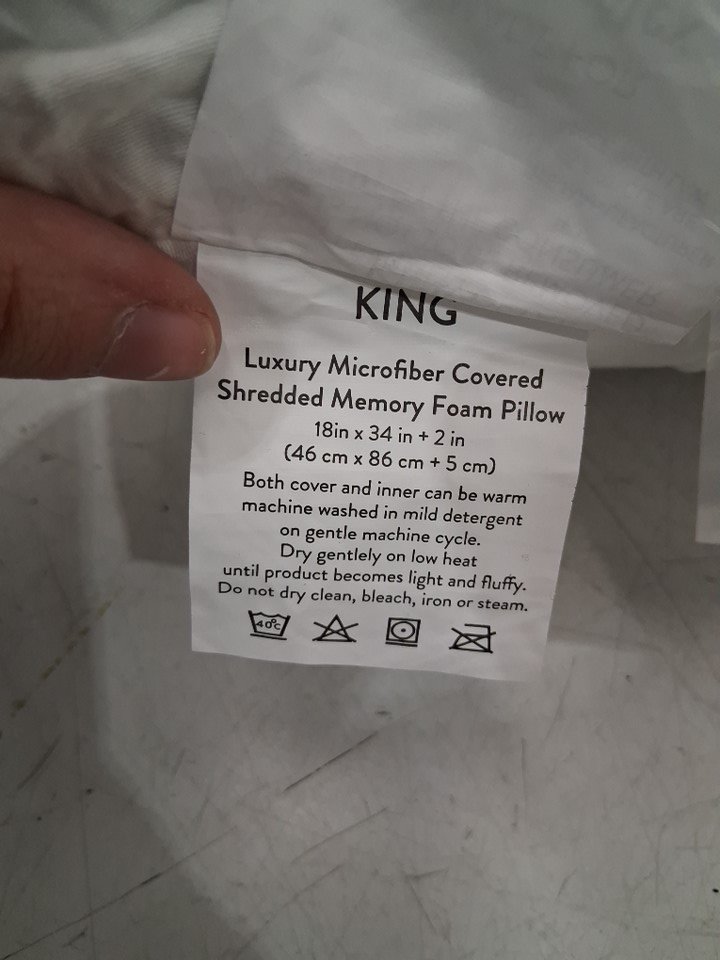 KING
Luxury Microfiber Covered
Shredded Memory Foam Pillow
18in x 34 in + 2 in
(46 cm x 86 cm + 5 cm)
Both cover and inner can be warm
machine washed in mild detergent
on gentle machine cycle.
Dry gentlely on low heat
until product becomes light and fluffy.
Do not dry clean, bleach, iron or steam.
40°C